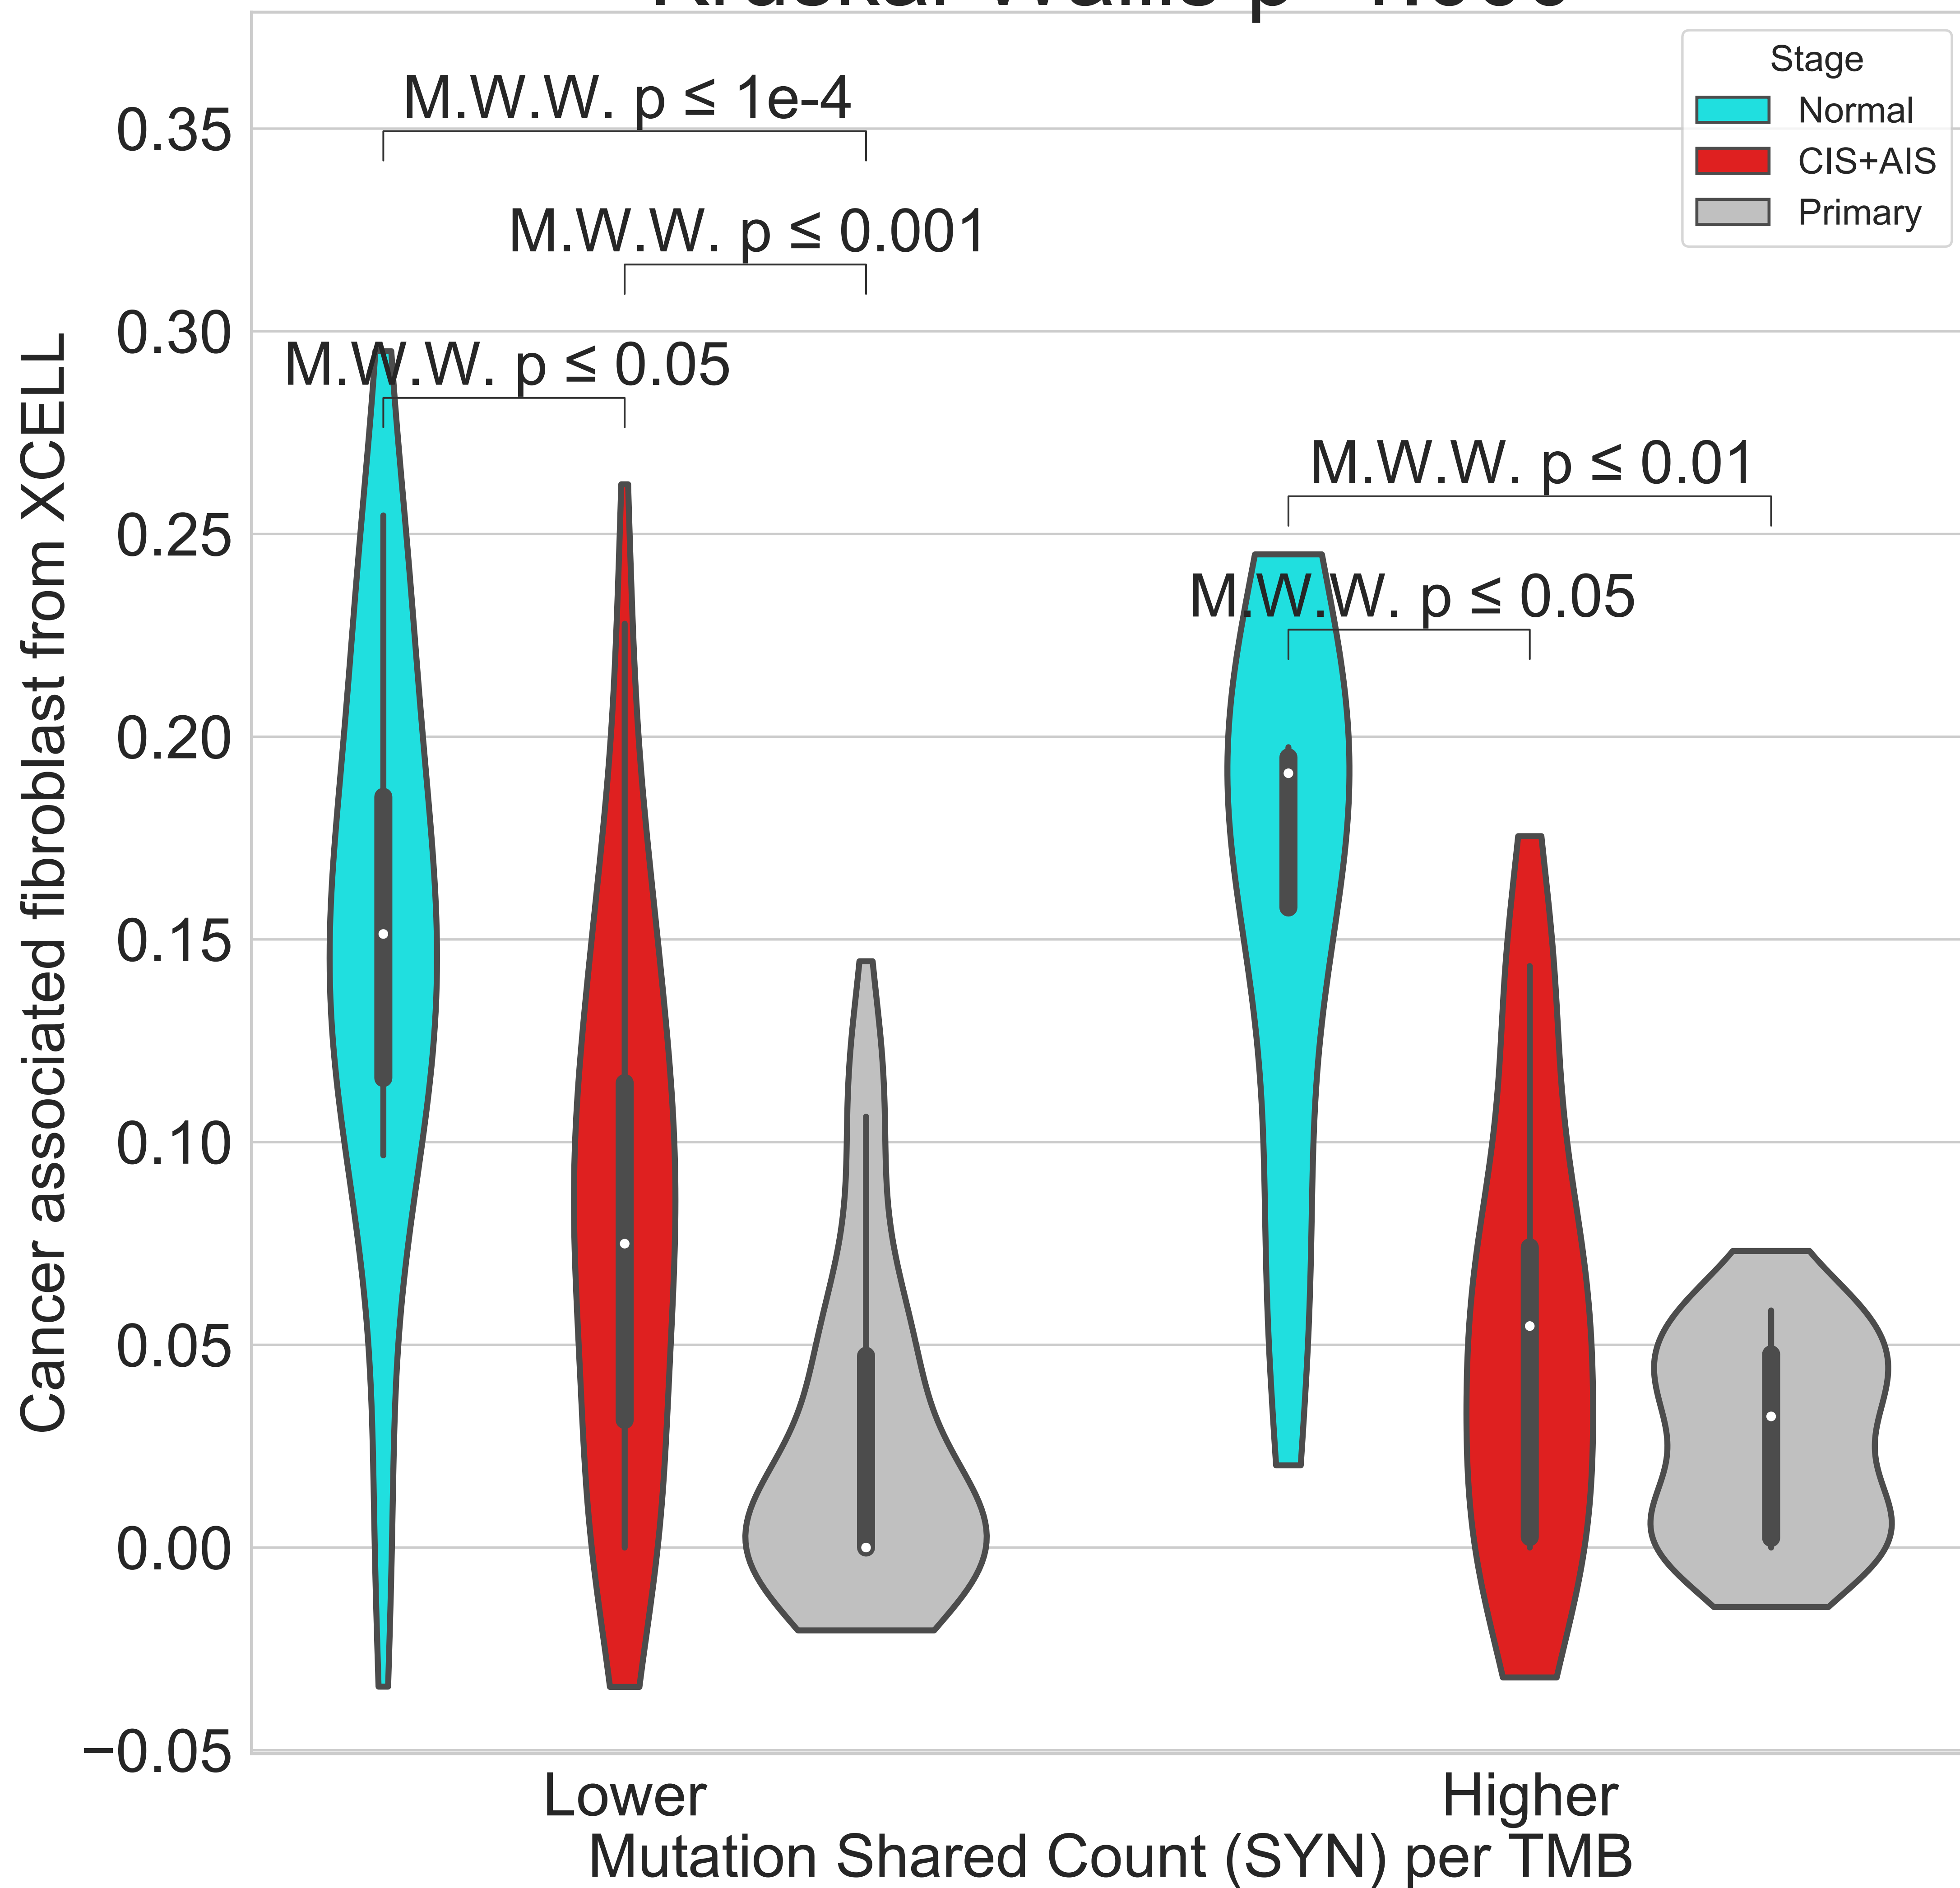 Stage
Normal
CIS+AIS
Primary
M.W.W. p ≤ 1e-4
M.W.W. p ≤ 0.001
M.W.W. p ≤ 0.05
M.W.W. p ≤ 0.01
M.W.W. p ≤ 0.05
0.35
0.30
0.25
0.20
0.15
0.10
0.05
0.00
−0.05
Cancer associated fibroblast from XCELL
Lower
Higher
Mutation Shared Count (SYN) per TMB